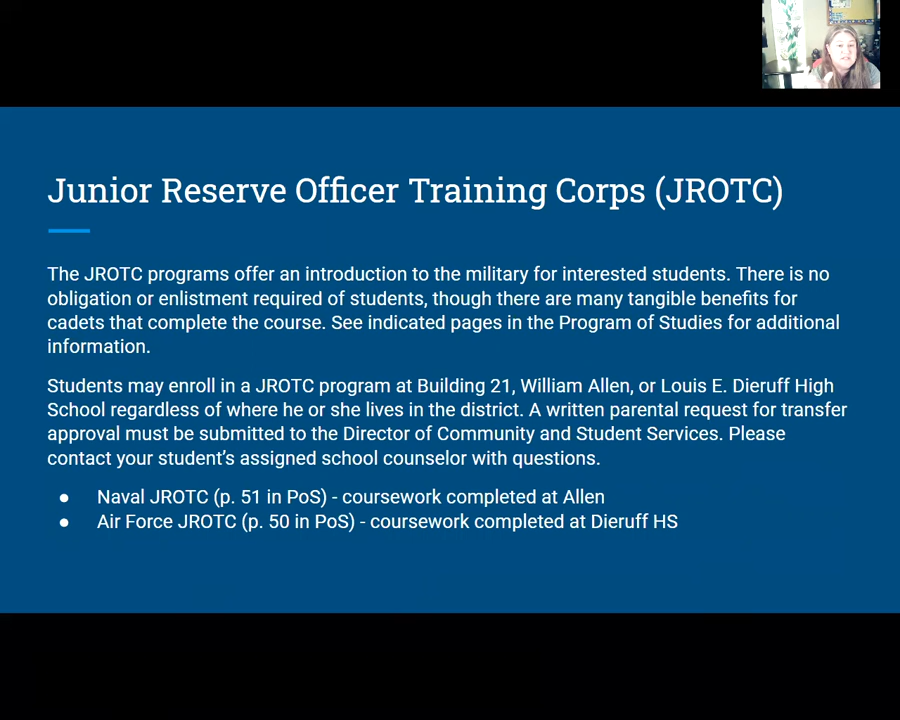 Junior Reserve Officer Training Corps (JROTC)
The JROTC programs offer an introduction to the military for interested students. There is no
obligation or enlistment required of students, though there are many tangible benefits for
cadets that complete the course. See indicated pages in the Program of Studies for additional
information.
Students may enroll in a JROTC program at Building 21, William Allen, or Louis E. Dieruff High
School regardless of where he or she lives in the district. A written parental request for transfer
approval must be submitted to the Director of Community and Student Services. Please
contact your student’s assigned school counselor with questions.
● Naval JROTC (p. 51 in PoS) - coursework completed at Allen
● Air Force JROTC (p. 50 in PoS) - coursework completed at Dieruff HS